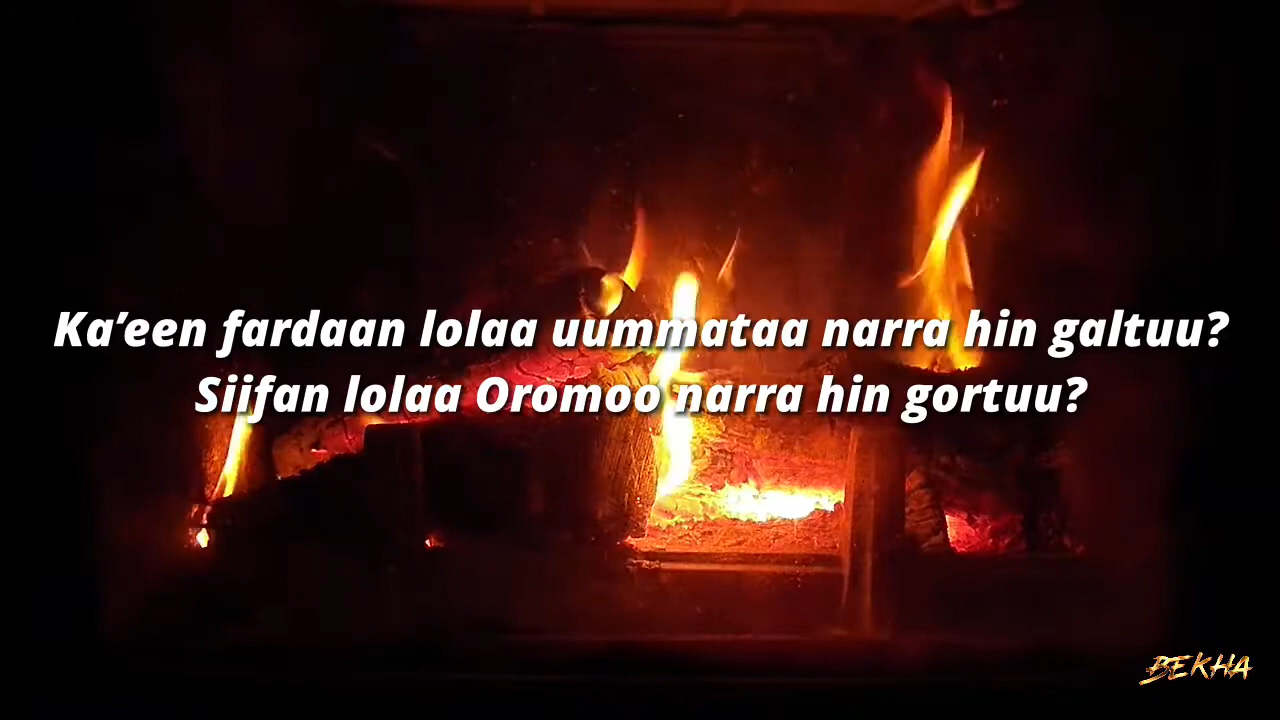 Ka’een fardaan lolaa uummataa narra hin galtuu?
Siifan lolaa Oromoo narra hin gortuu?
BEKHA